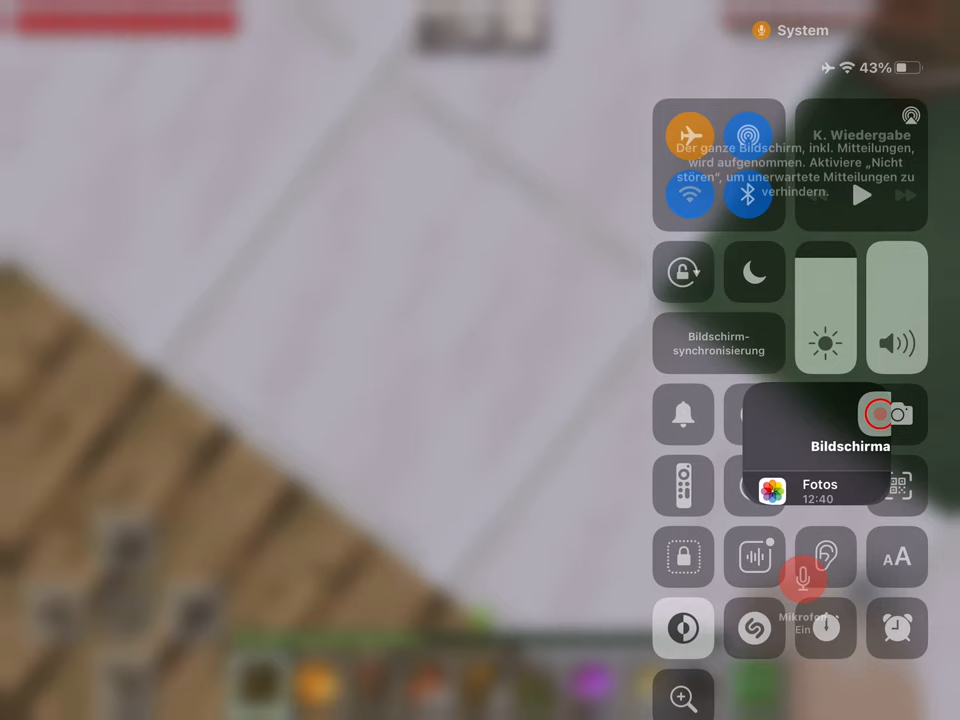 System
43%
K. Wiedergabe
Der ganze Bildschirm, inkl. Mitteilungen,
wird aufgenommen. Aktiviere „Nicht
stören“, um unerwartete Mitteilungen zu
verhindern.
Bildschirm-
synchronisierung
Bildschirma
Fotos
12:40
AA
Mikrofon
Ein